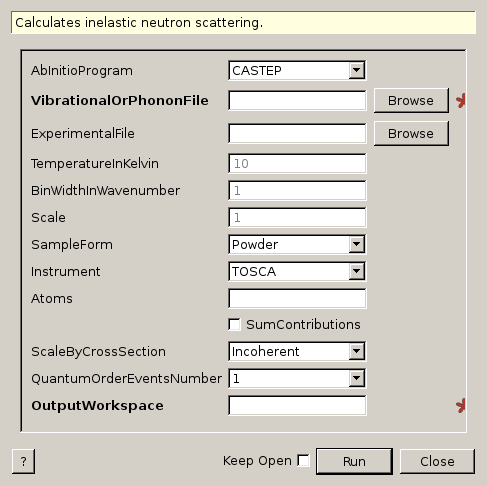 Calculates inelastic neutron scattering.
AbInitioProgram CASTEP
VibrationalOrPhononFile Browse
ExperimentalFile Browse
TemperatureInKelvin 10
BinWidthInWavenumber 1
Scale 1
SampleForm Powder
Instrument TOSCA
Atoms
SumContributions
ScaleByCrossSection Incoherent
QuantumOrderEventsNumber 1
OutputWorkspace
? Keep Open Run Close